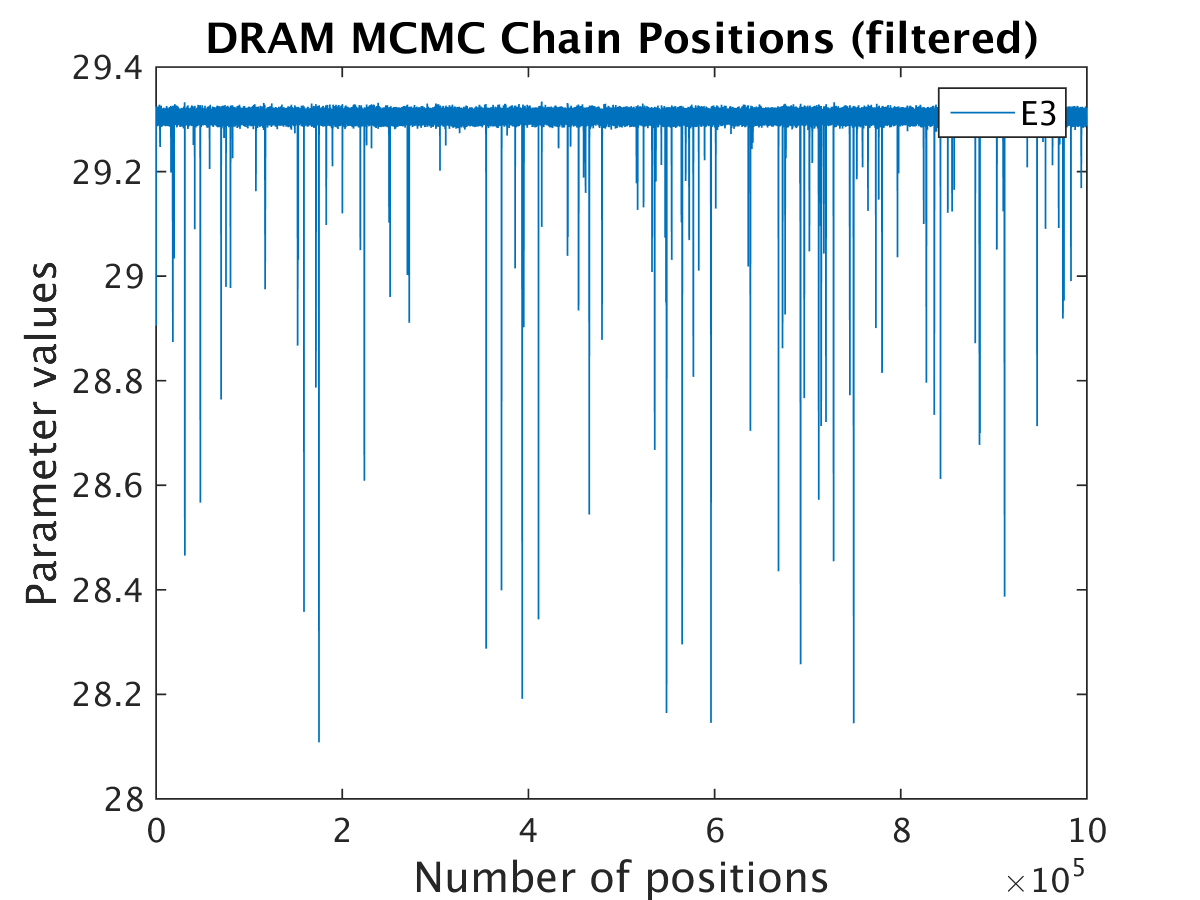 DRAM MCMC Chain Positions (filtered)
29.4
29.2
29
28.8
28.6
28.4
28.2
28
Parameter values
E3
0 2 4 6 8 10
×10^5
Number of positions